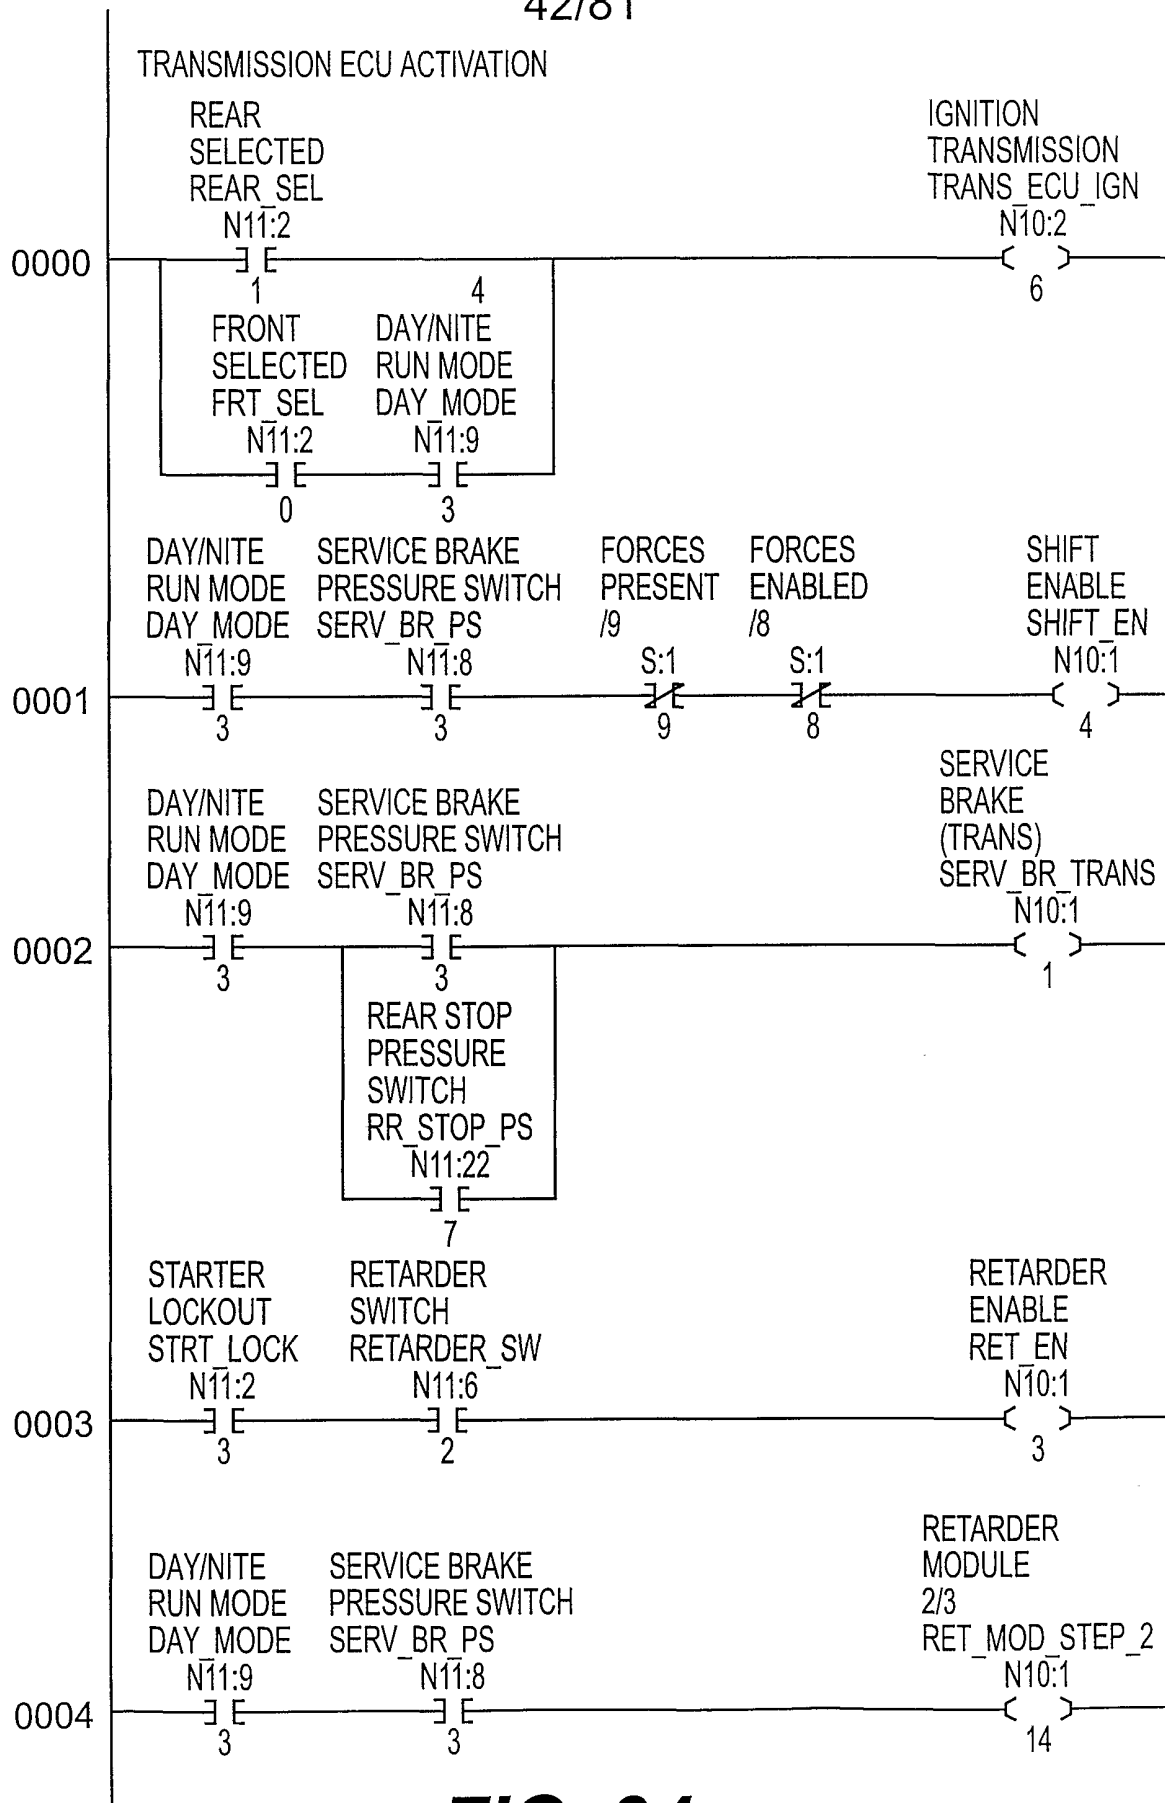 42/81
TRANSMISSION ECU ACTIVATION
REAR
SELECTED
REAR_SEL
N11:2
1
IGNITION
TRANSMISSION
TRANS_ECU_IGN
N10:2
6
0000
4
FRONT
SELECTED
FRT_SEL
N11:2
0
DAY/NITE
RUN MODE
DAY_MODE
N11:9
3
DAY/NITE
RUN MODE
DAY_MODE
N11:9
3
SERVICE BRAKE
PRESSURE SWITCH
SERV_BR_PS
N11:8
3
FORCES
PRESENT
/9
S:1
9
FORCES
ENABLED
/8
S:1
8
SHIFT
ENABLE
SHIFT_EN
N10:1
4
0001
DAY/NITE
RUN MODE
DAY_MODE
N11:9
3
SERVICE BRAKE
PRESSURE SWITCH
SERV_BR_PS
N11:8
3
SERVICE
BRAKE
(TRANS)
SERV_BR_TRANS
N10:1
1
0002
REAR STOP
PRESSURE
SWITCH
RR_STOP_PS
N11:22
7
STARTER
LOCKOUT
STRT_LOCK
N11:2
3
RETARDER
SWITCH
RETARDER_SW
N11:6
2
RETARDER
ENABLE
RET_EN
N10:1
3
0003
DAY/NITE
RUN MODE
DAY_MODE
N11:9
3
SERVICE BRAKE
PRESSURE SWITCH
SERV_BR_PS
N11:8
3
RETARDER
MODULE
2/3
RET_MOD_STEP_2
N10:1
14
0004